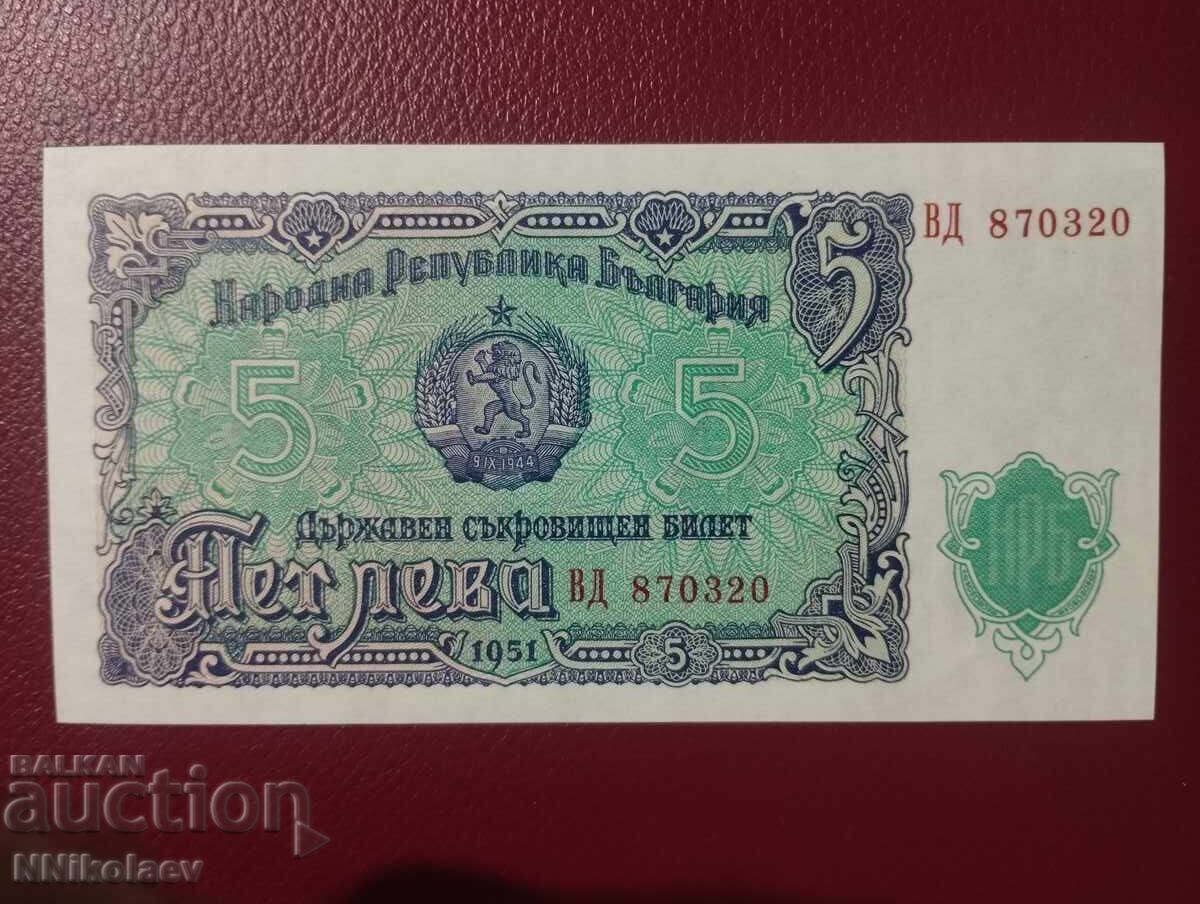 ВД 870320
5
Народна Република България
5 5
9·IX·1944
Държавен съкровищен билет
Пет лева ВД 870320
НРБ
1951 5
BALKAN
auction
NNikolaev